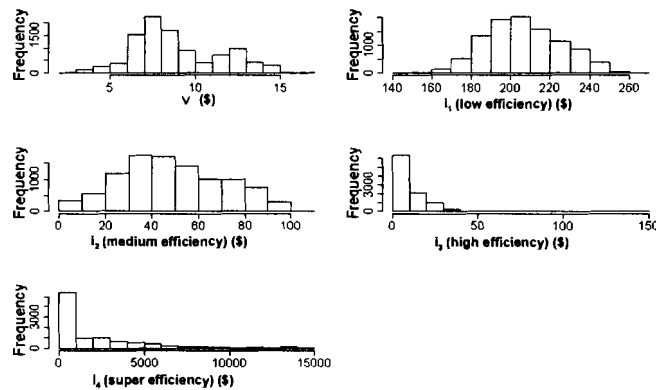 Frequency
0 1500
5 10 15
V ($)
Frequency
0 1000
140 160 180 200 220 240 260
i₁ (low efficiency) ($)
Frequency
0 1000
0 20 40 60 80 100
i₂ (medium efficiency) ($)
Frequency
0 3000
0 50 100 150
i₃ (high efficiency) ($)
Frequency
0 3000
0 5000 10000 15000
i₄ (super efficiency) ($)